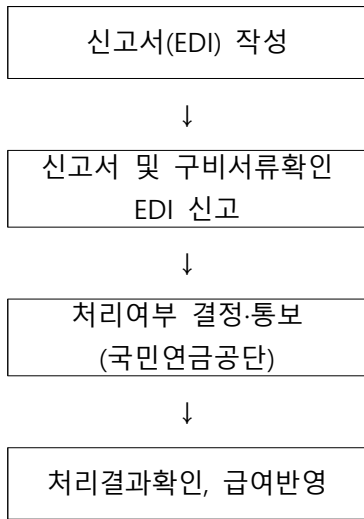 신고서(EDI) 작성
↓
신고서 및 구비서류확인
EDI 신고
↓
처리여부 결정·통보
(국민연금공단)
↓
처리결과확인, 급여반영